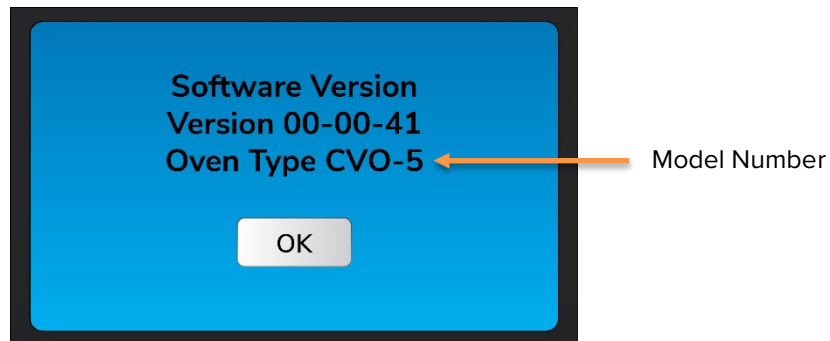 Software Version
Version 00-00-41
Oven Type CVO-5
Model Number
OK